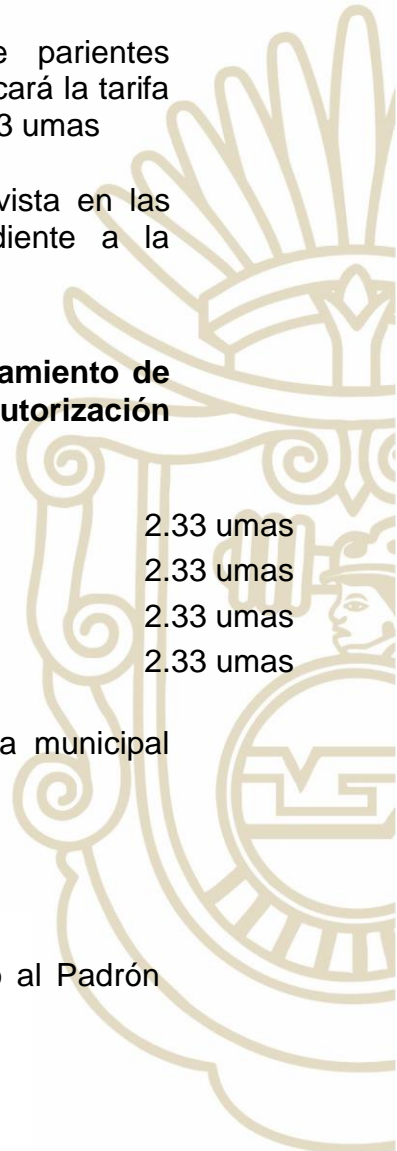 e parientes
cará la tarifa
3 umas
vista en las
diente a la
amiento de
utorización
2.33 umas
2.33 umas
2.33 umas
2.33 umas
a municipal
o al Padrón